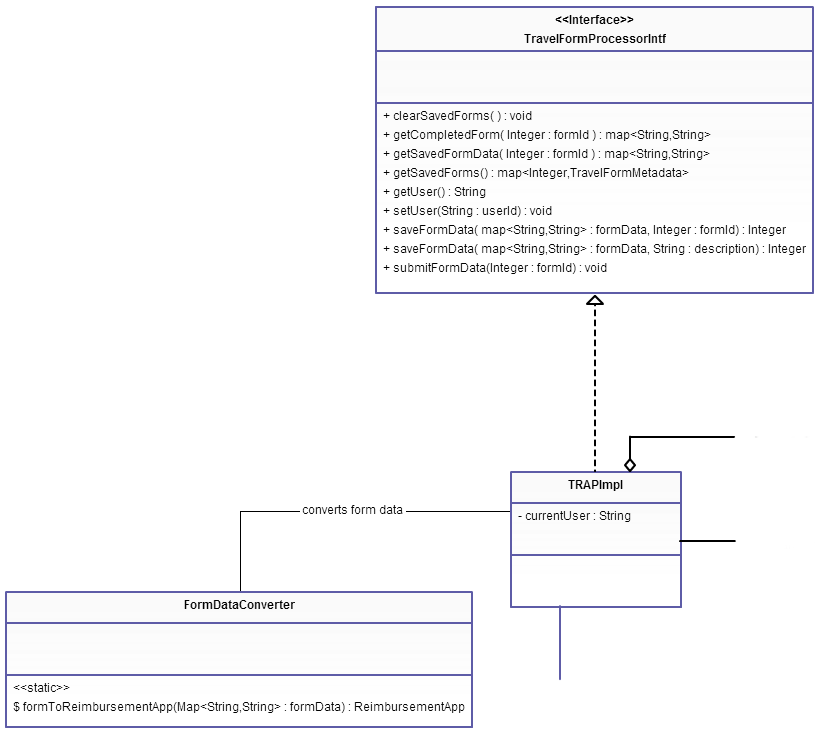 <<Interface>>
TravelFormProcessorIntf
+ clearSavedForms( ) : void
+ getCompletedForm( Integer : formId ) : map<String,String>
+ getSavedFormData( Integer : formId ) : map<String,String>
+ getSavedForms() : map<Integer,TravelFormMetadata>
+ getUser() : String
+ setUser(String : userId) : void
+ saveFormData( map<String,String> : formData, Integer : formId) : Integer
+ saveFormData( map<String,String> : formData, String : description) : Integer
+ submitFormData(Integer : formId) : void
TRAPImpl
- currentUser : String
converts form data
FormDataConverter
<<static>>
$ formToReimbursementApp(Map<String,String> : formData) : ReimbursementApp